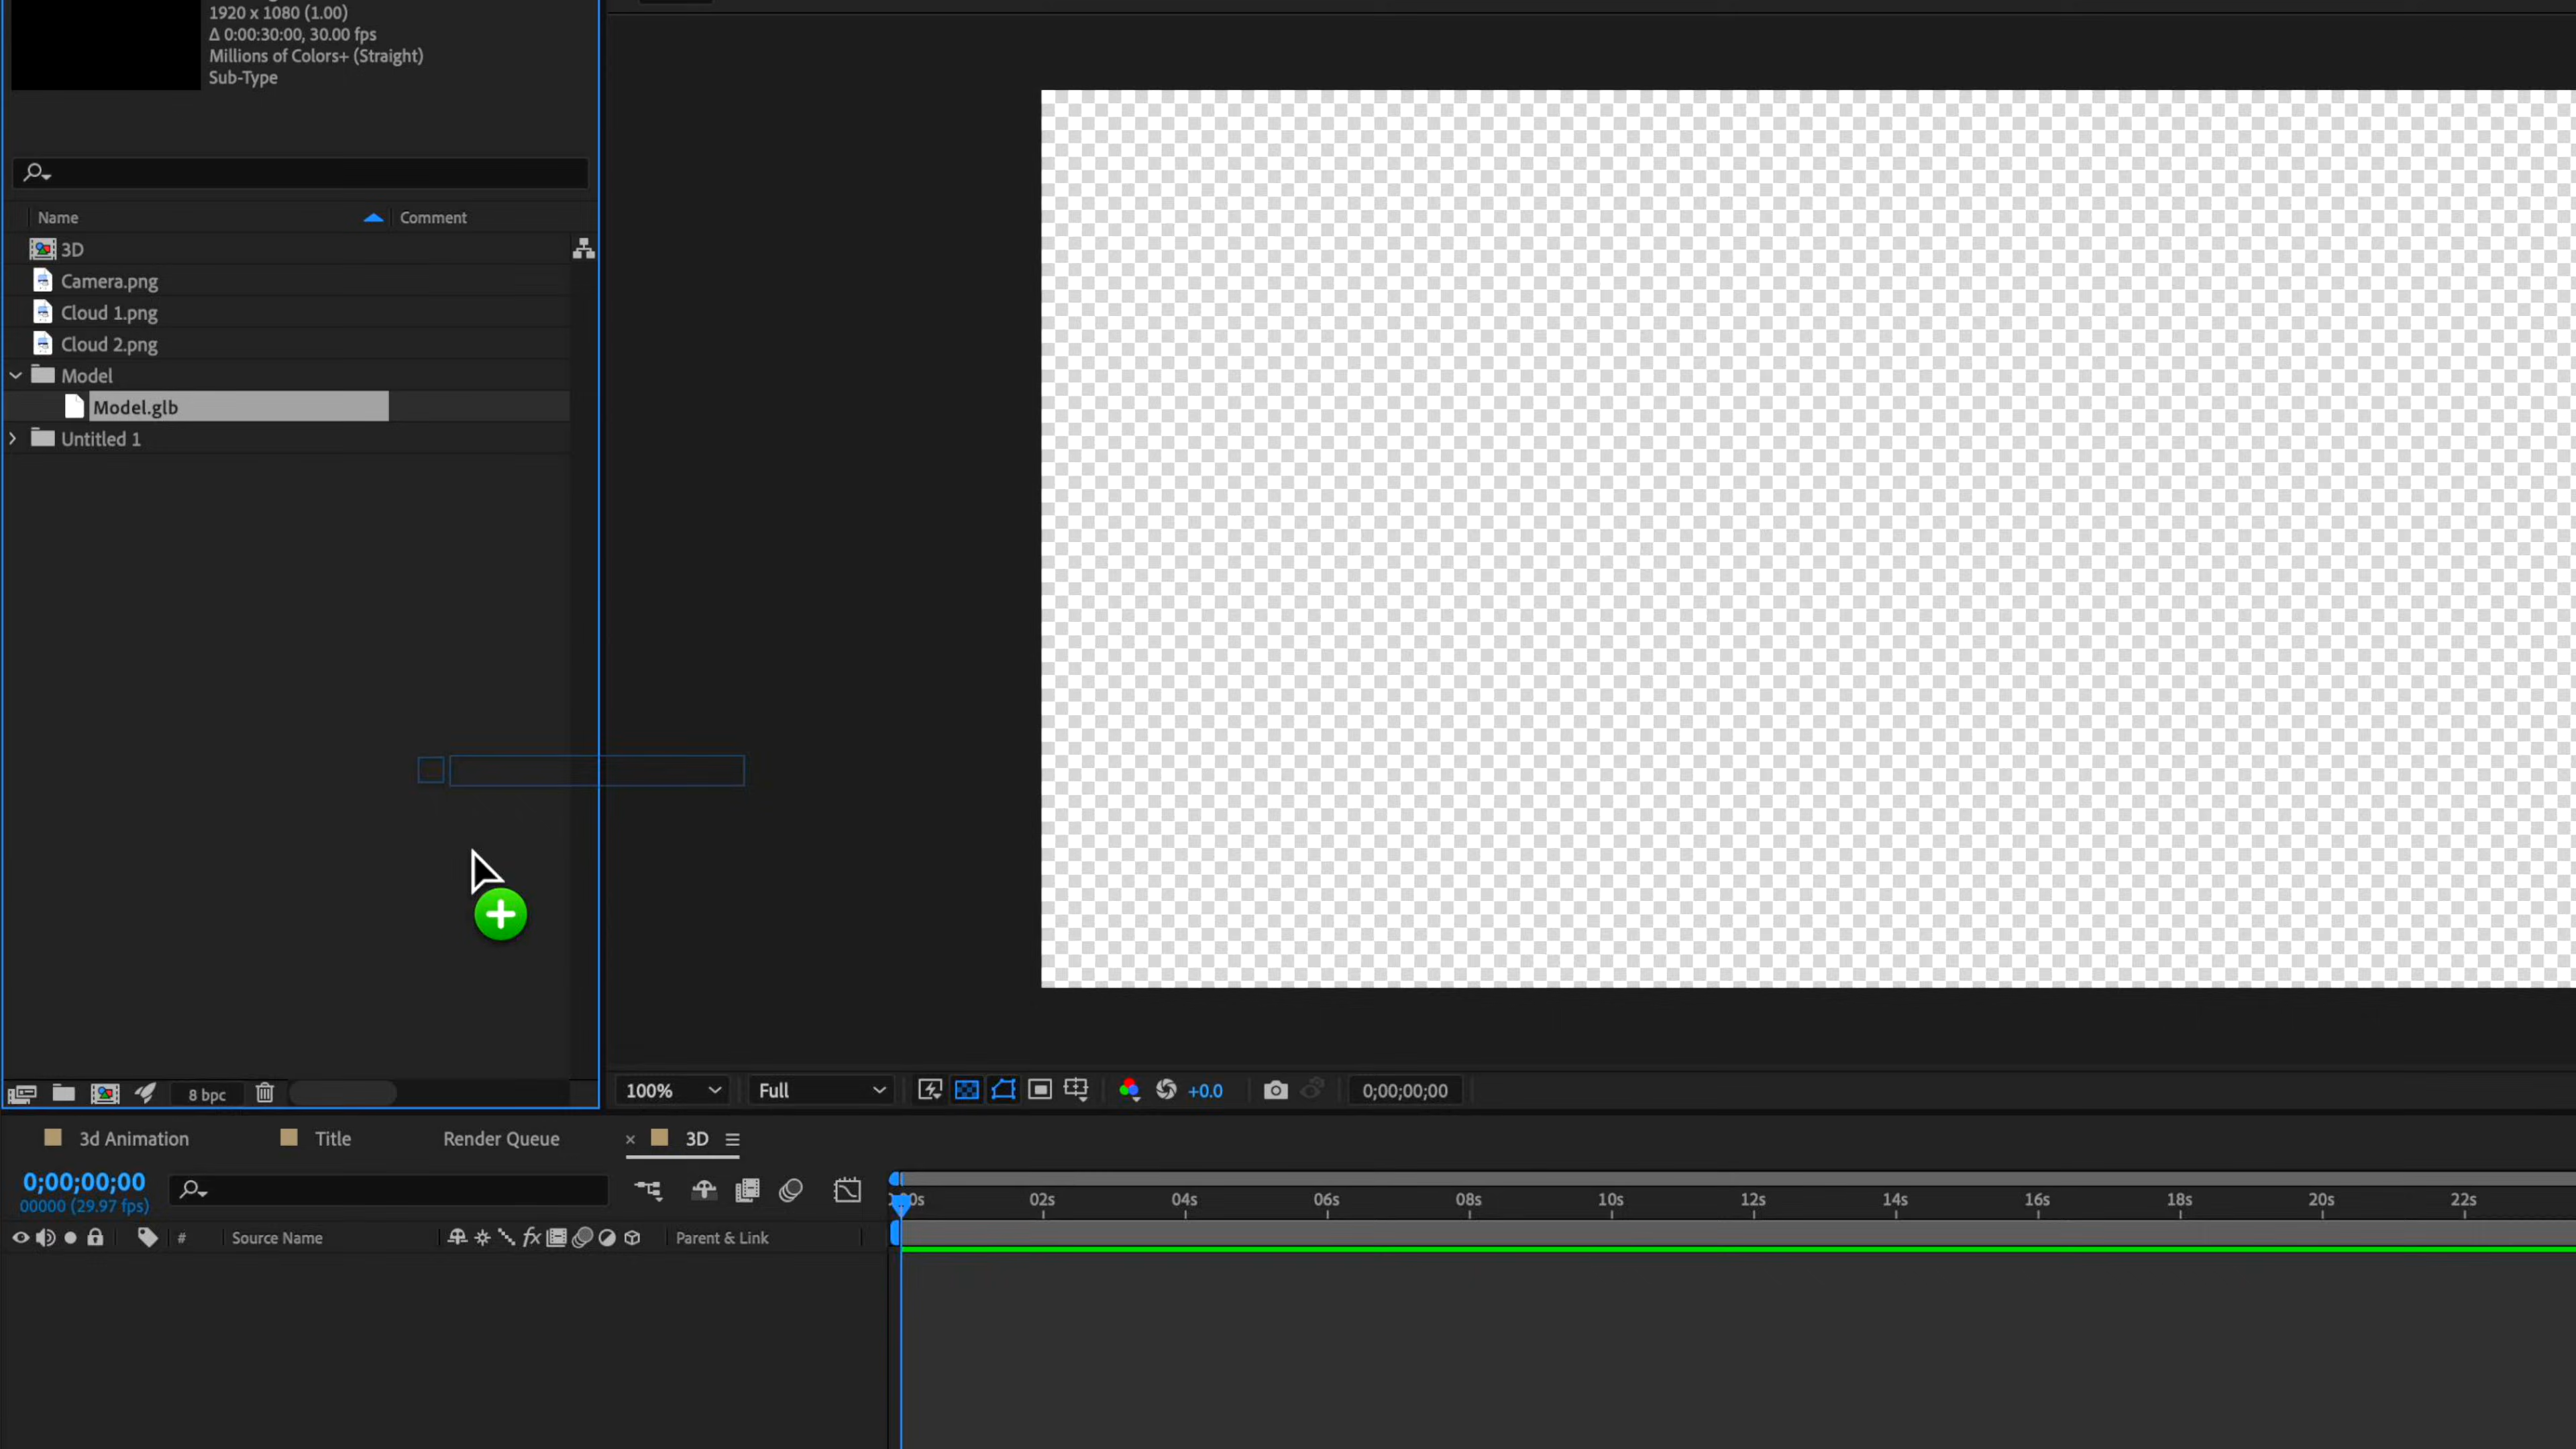 1920 x 1080 (1.00)
Δ 0:00:30:00, 30.00 fps
Millions of Colors+ (Straight)
Sub-Type
Name Comment
3D
Camera.png
Cloud 1.png
Cloud 2.png
Model
Model.glb
Untitled 1
8 bpc
100% Full +0.0 0;00;00;00
3d Animation Title Render Queue × 3D
0;00;00;00
00000 (29.97 fps)
02s 04s 06s 08s 10s 12s 14s 16s 18s 20s 22s
# Source Name fx Parent & Link